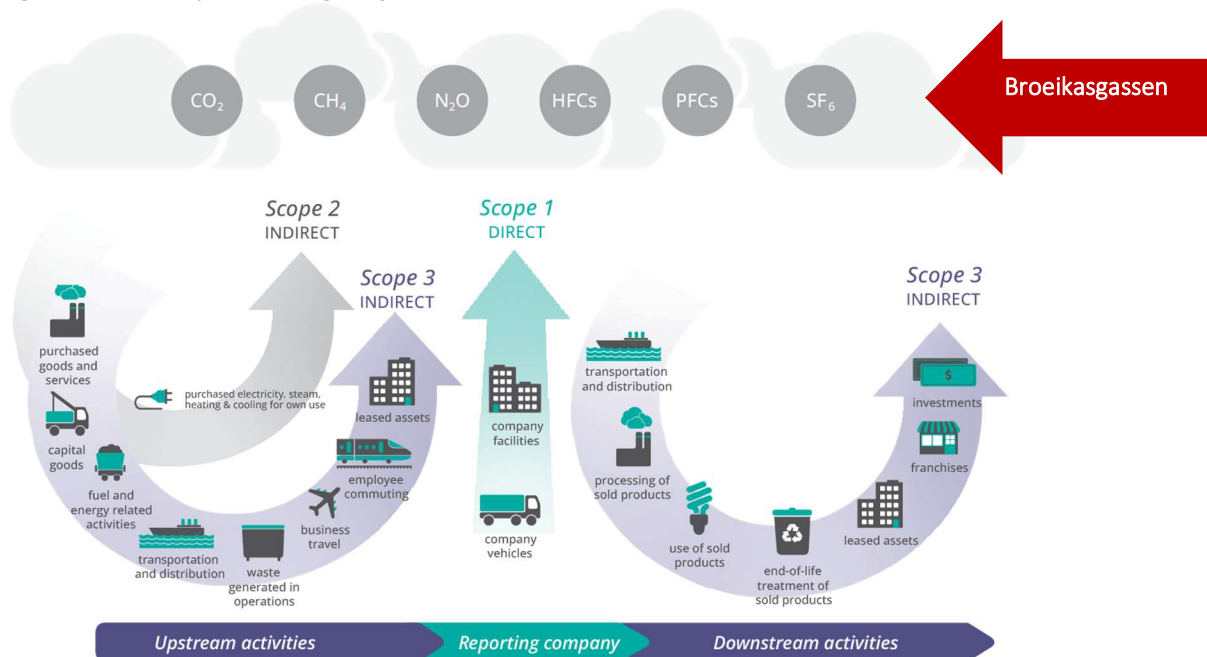 CO₂
CH₄
N₂O
HFCs
PFCs
SF₆
Broeikasgassen
Scope 2
INDIRECT
Scope 1
DIRECT
Scope 3
INDIRECT
Scope 3
INDIRECT
purchased
goods and
services
purchased electricity, steam,
heating & cooling for own use
capital
goods
fuel and
energy related
activities
transportation
and distribution
waste
generated in
operations
business
travel
employee
commuting
leased assets
company
facilities
company
vehicles
transportation
and distribution
processing of
sold products
use of sold
products
end-of-life
treatment of
sold products
leased assets
franchises
$
investments
Upstream activities
Reporting company
Downstream activities